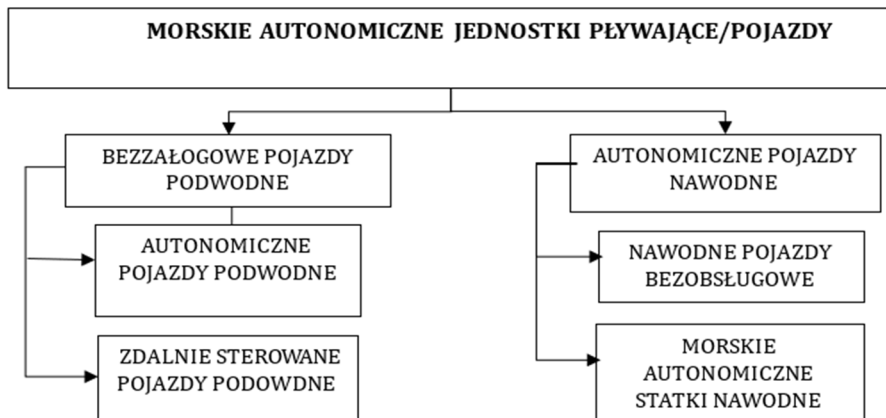 MORSKIE AUTONOMICZNE JEDNOSTKI PŁYWAJĄCE/POJAZDY
BEZZAŁOGOWE POJAZDY
PODWODNE
AUTONOMICZNE
POJAZDY PODWODNE
ZDALNIE STEROWANE
POJAZDY PODOWDNE
AUTONOMICZNE POJAZDY
NAWODNE
NAWODNE POJAZDY
BEZOBSŁUGOWE
MORSKIE
AUTONOMICZNE
STATKI NAWODNE